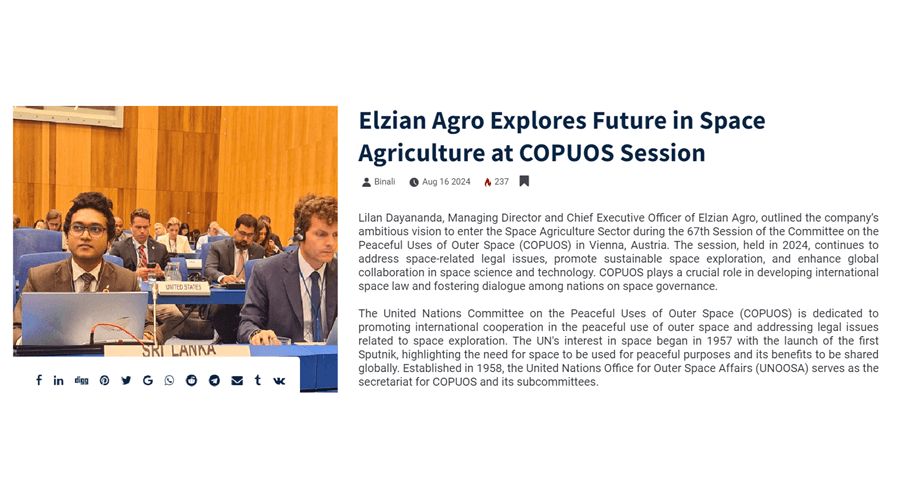 Elzian Agro Explores Future in Space
Agriculture at COPUOS Session
Binali Aug 16 2024 237
Lilan Dayananda, Managing Director and Chief Executive Officer of Elzian Agro, outlined the company's
ambitious vision to enter the Space Agriculture Sector during the 67th Session of the Committee on the
Peaceful Uses of Outer Space (COPUOS) in Vienna, Austria. The session, held in 2024, continues to
address space-related legal issues, promote sustainable space exploration, and enhance global
collaboration in space science and technology. COPUOS plays a crucial role in developing international
space law and fostering dialogue among nations on space governance.
The United Nations Committee on the Peaceful Uses of Outer Space (COPUOS) is dedicated to
promoting international cooperation in the peaceful use of outer space and addressing legal issues
related to space exploration. The UN's interest in space began in 1957 with the launch of the first
Sputnik, highlighting the need for space to be used for peaceful purposes and its benefits to be shared
globally. Established in 1958, the United Nations Office for Outer Space Affairs (UNOOSA) serves as the
secretariat for COPUOS and its subcommittees.
UNITED STATES
SRI LANKA
digg